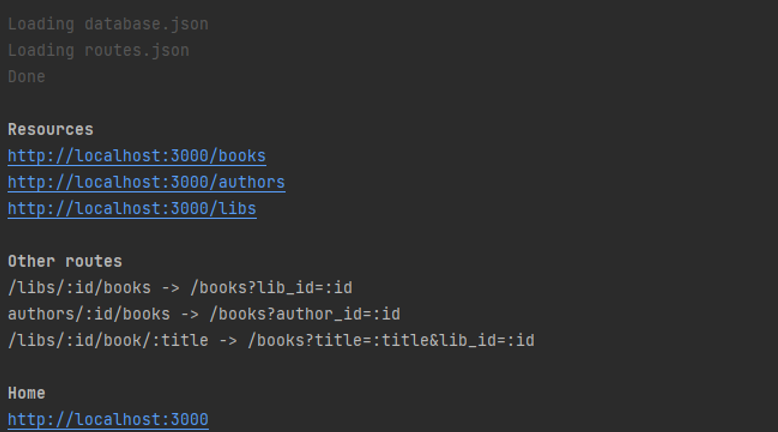 Loading database.json
Loading routes.json
Done
Resources
http://localhost:3000/books
http://localhost:3000/authors
http://localhost:3000/libs
Other routes
/libs/:id/books -> /books?lib_id=:id
authors/:id/books -> /books?author_id=:id
/libs/:id/book/:title -> /books?title=:title&lib_id=:id
Home
http://localhost:3000